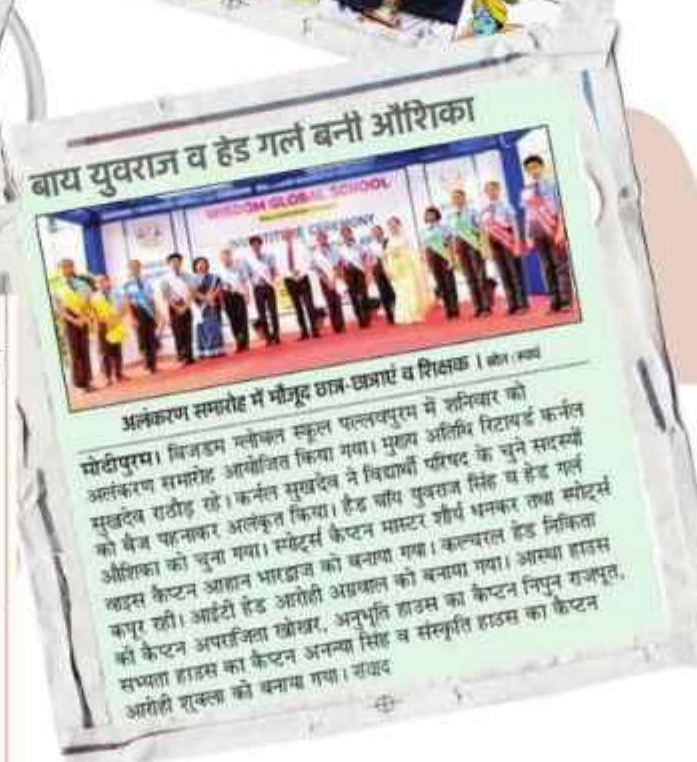 बाय युवराज व हेड गर्ल बनी औशिका
WISDOM GLOBAL SCHOOL
INVESTITURE CEREMONY
अलंकरण समारोह में मौजूद छात्र-छात्राएं व शिक्षक । स्रोत : स्वयं
मोदीपुरम। विजडम ग्लोबल स्कूल पल्लवपुरम में शनिवार को
अलंकरण समारोह आयोजित किया गया। मुख्य अतिथि रिटायर्ड कर्नल
सुखदेव राठौड़ रहे। कर्नल सुखदेव ने विद्यार्थी परिषद के चुने सदस्यों
को बैज पहनाकर अलंकृत किया। हैड बॉय युवराज सिंह व हेड गर्ल
औशिका को चुना गया। स्पोर्ट्स कैप्टन मास्टर शौर्य धनकर तथा स्पोर्ट्स
वाइस कैप्टन आहान भारद्वाज को बनाया गया। कल्चरल हेड निकिता
कपूर रही। आईटी हेड आरोही अग्रवाल को बनाया गया। आस्था हाउस
की कैप्टन अपराजिता खोखर, अनुभूति हाउस का कैप्टन निपुन राजपूत,
सभ्यता हाउस का कैप्टन अनन्या सिंह व संस्कृति हाउस का कैप्टन
आरोही शुक्ला को बनाया गया। संवाद